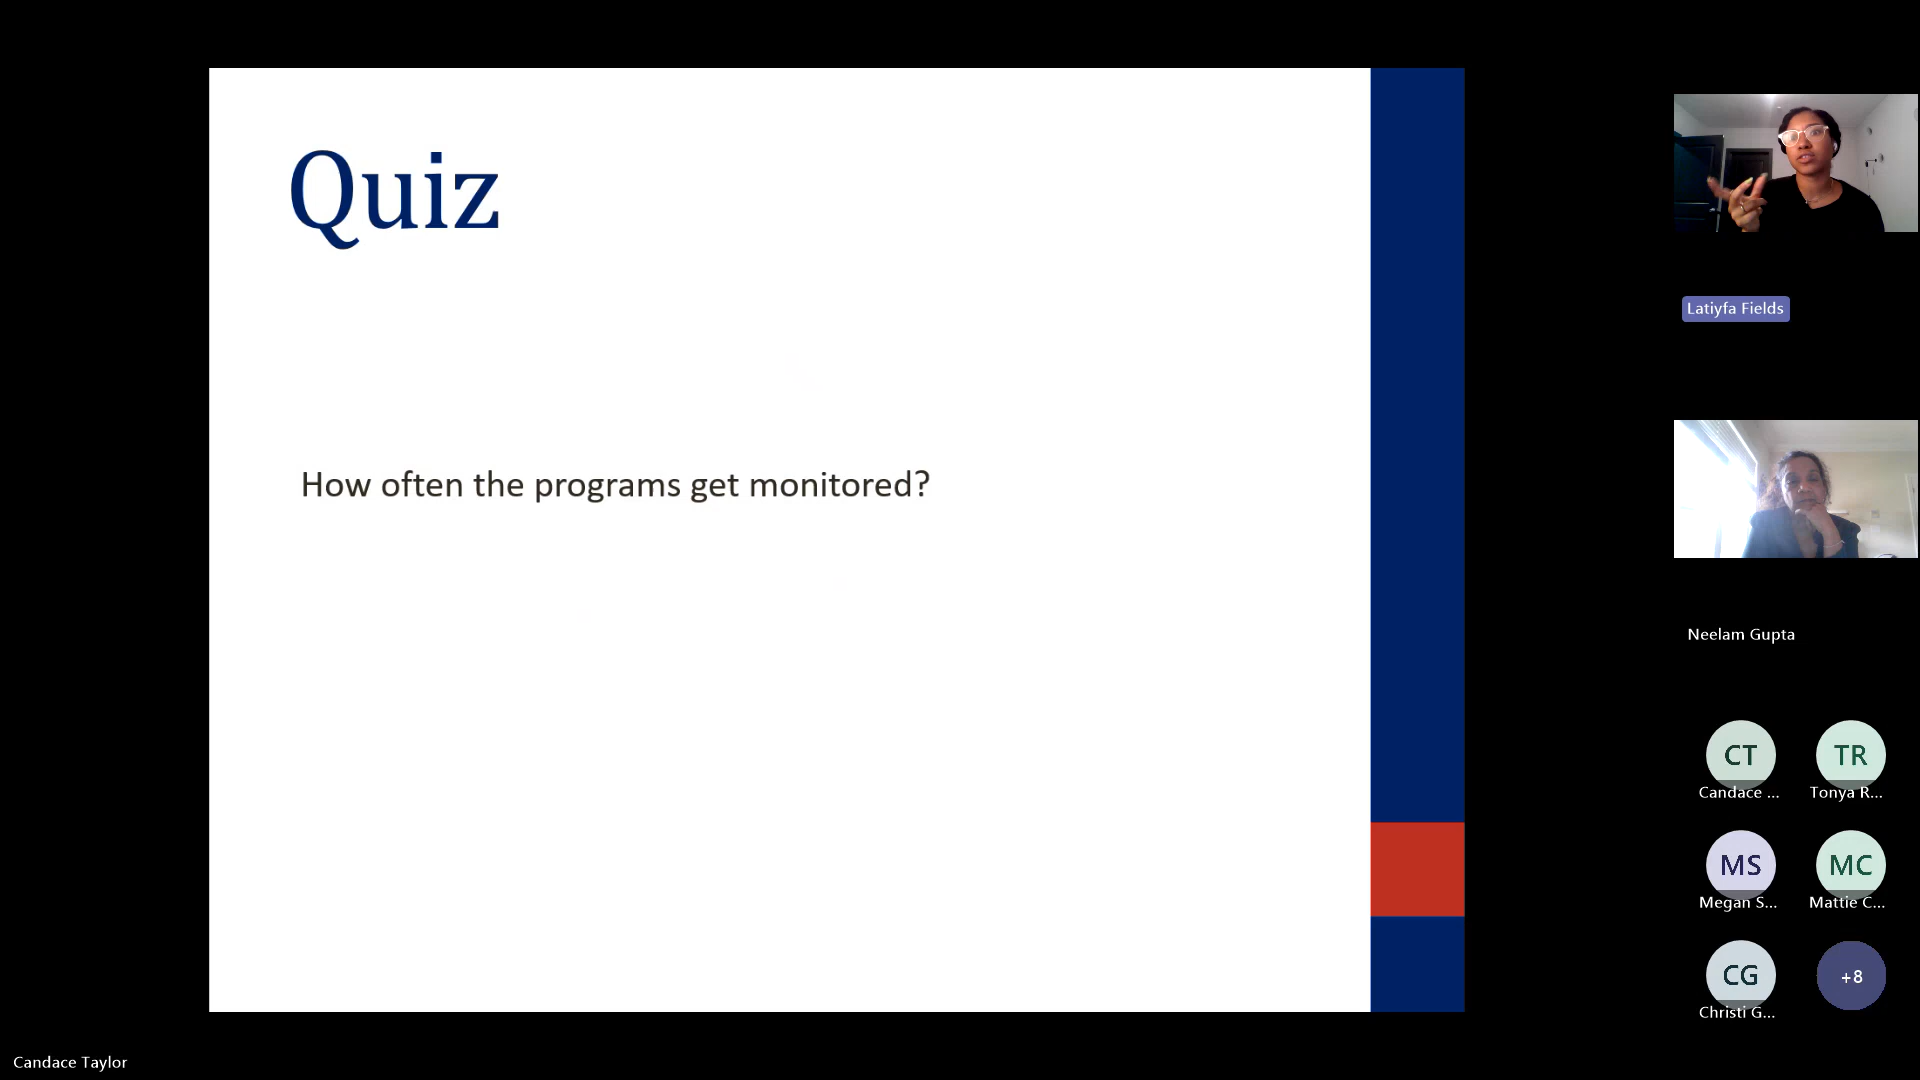 Quiz
How often the programs get monitored?
Latiyfa Fields
Neelam Gupta
CT
TR
Candace ...
Tonya R...
MS
MC
Megan S...
Mattie C...
CG
+8
Christi G...
Candace Taylor